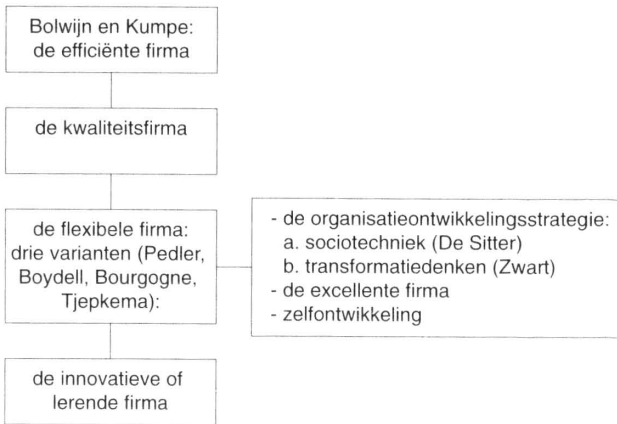 Bolwijn en Kumpe:
de efficiënte firma
de kwaliteitsfirma
de flexibele firma:
drie varianten (Pedler,
Boydell, Bourgogne,
Tjepkema):
- de organisatieontwikkelingsstrategie:
a. sociotechniek (De Sitter)
b. transformatiedenken (Zwart)
- de excellente firma
- zelfontwikkeling
de innovatieve of
lerende firma